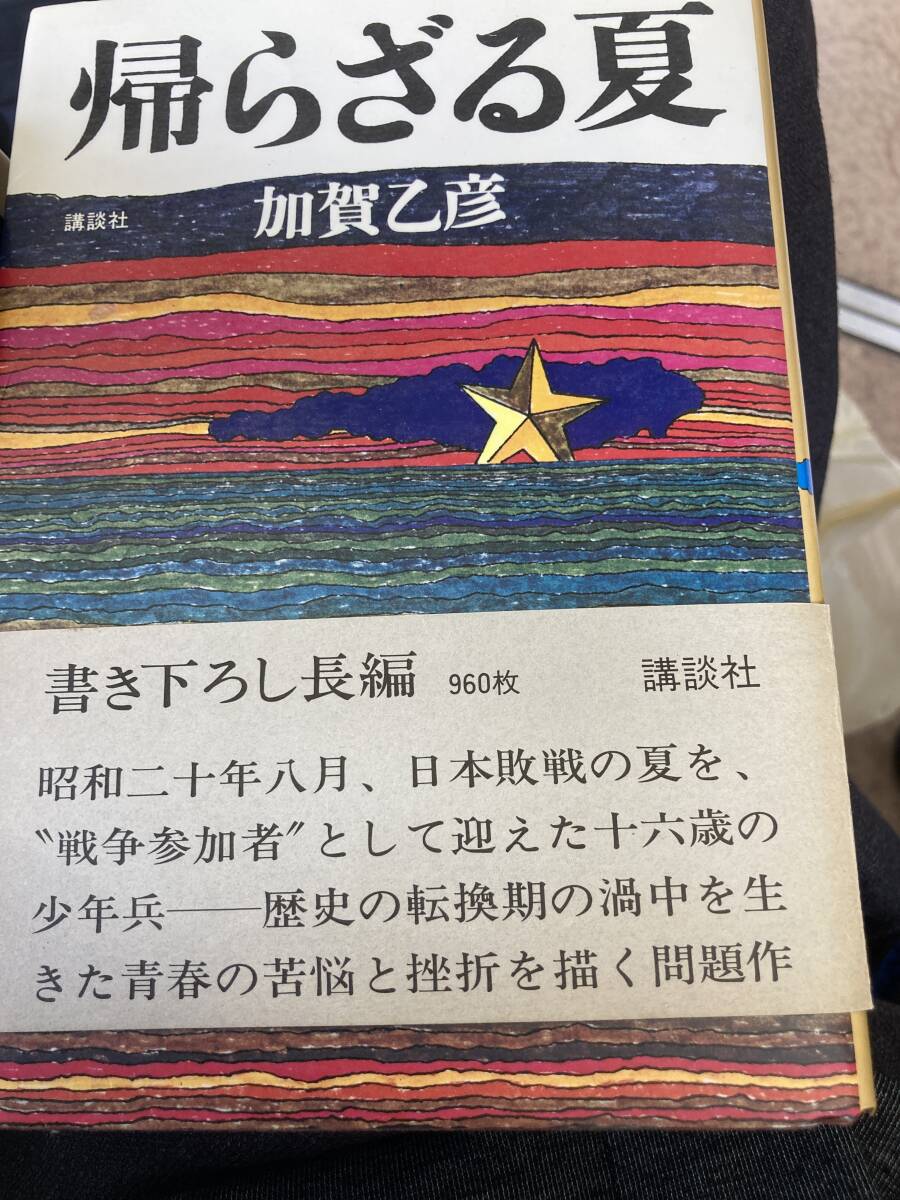 帰らざる夏
加賀乙彦
講談社
書き下ろし長編 960枚 講談社
昭和二十年八月、日本敗戦の夏を、
〝戦争参加者〟として迎えた十六歳の
少年兵――歴史の転換期の渦中を生
きた青春の苦悩と挫折を描く問題作